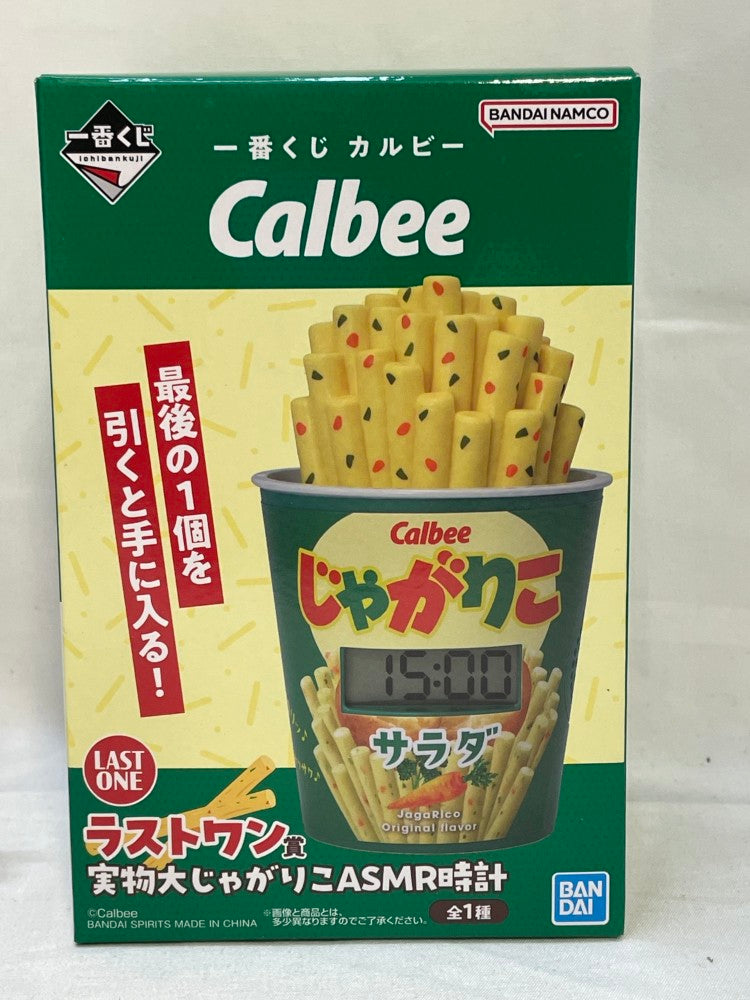 一番くじ
ichibankuji
BANDAI NAMCO
一番くじ カルビー
Calbee
最後の1個を
引くと手に入る!
Calbee
じゃがりこ
15:00
サラダ
JagaRico
Original flavor
LAST
ONE
ラストワン賞
実物大じゃがりこASMR時計
全1種
©Calbee
BANDAI SPIRITS MADE IN CHINA
※画像と商品とは、
多少異なりますのでご了承ください。
BAN
DAI